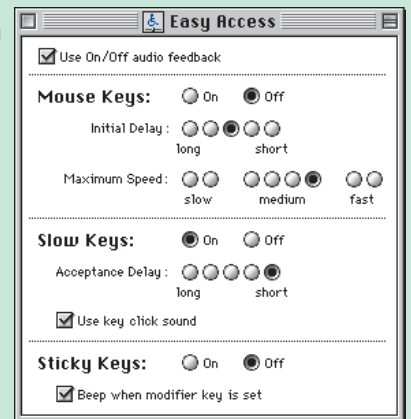 Easy Access
Use On/Off audio feedback
Mouse Keys: On Off
Initial Delay :
long short
Maximum Speed :
slow medium fast
Slow Keys: On Off
Acceptance Delay :
long short
Use key click sound
Sticky Keys: On Off
Beep when modifier key is set